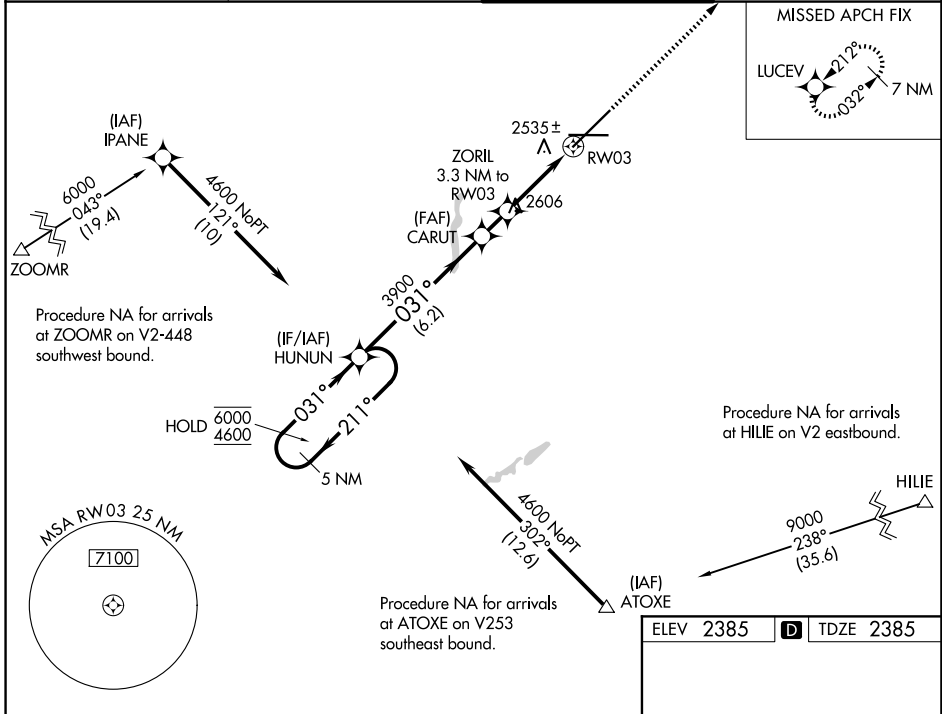 MISSED APCH FIX
LUCEV
212°
032°
7 NM
(IAF)
IPANE
6000
043°
(19.4)
ZOOMR
4600 NoPT
121°
(10)
Procedure NA for arrivals
at ZOOMR on V2-448
southwest bound.
2535 ±
RW03
ZORIL
3.3 NM to
RW03
2606
(FAF)
CARUT
3900
031°
(6.2)
(IF/IAF)
HUNUN
031°
211°
HOLD 6000
4600
5 NM
Procedure NA for arrivals
at HILIE on V2 eastbound.
HILIE
9000
238°
(35.6)
4600 NoPT
302°
(12.6)
(IAF)
ATOXE
Procedure NA for arrivals
at ATOXE on V253
southeast bound.
MSA RW03 25 NM
7100
ELEV 2385 D TDZE 2385